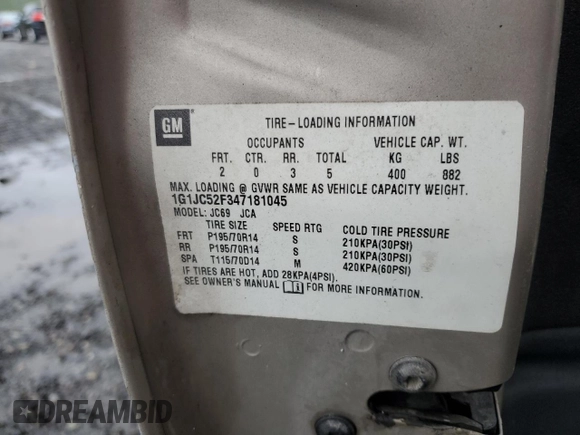 GM
TIRE-LOADING INFORMATION
OCCUPANTS VEHICLE CAP. WT.
FRT. CTR. RR. TOTAL KG LBS
2 0 3 5 400 882
MAX. LOADING @ GVWR SAME AS VEHICLE CAPACITY WEIGHT.
1G1JC52F347181045
MODEL: JC69 JCA
TIRE SIZE SPEED RTG COLD TIRE PRESSURE
FRT P195/70R14 S 210KPA(30PSI)
RR P195/70R14 S 210KPA(30PSI)
SPA T115/70D14 M 420KPA(60PSI)
IF TIRES ARE HOT, ADD 28KPA(4PSI).
SEE OWNER'S MANUAL FOR MORE INFORMATION.
DREAMBID